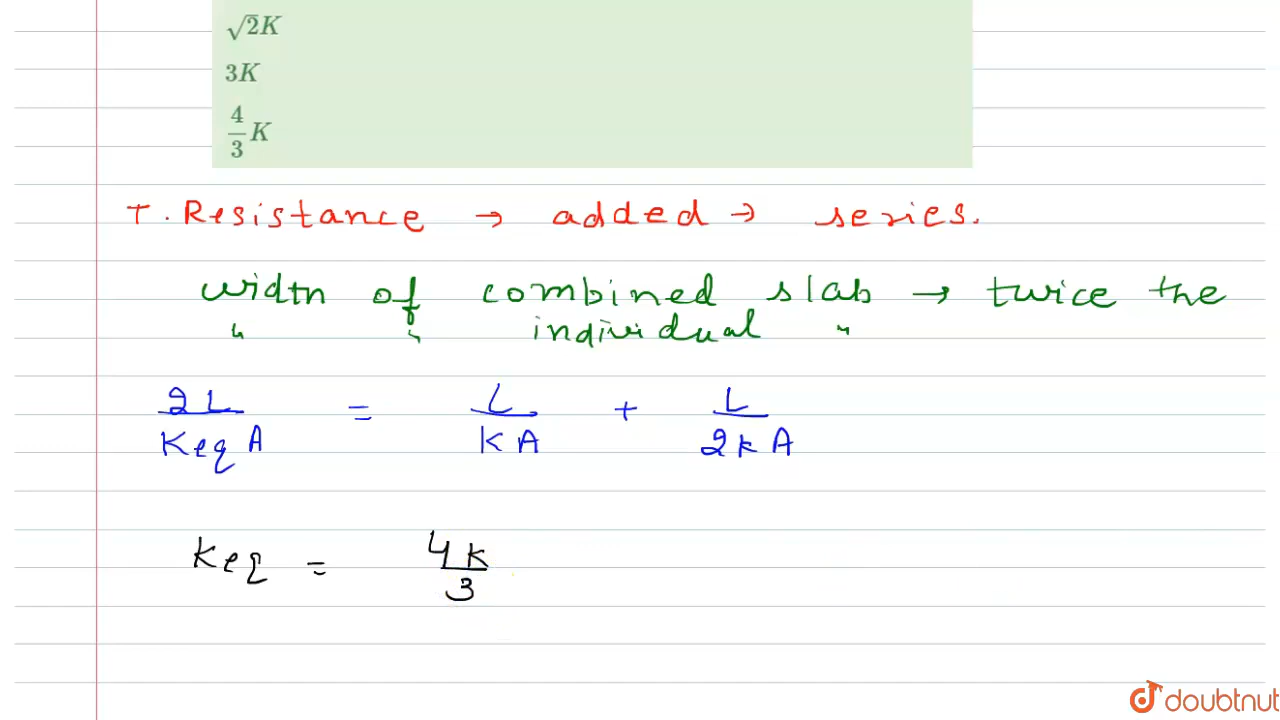 √2K
3K
4/3 K
T. Resistance → added → series.
width of combined slab → twice the
" " individual "
2L/Keq A = L/KA + L/2KA
Keq = 4K/3
doubtnut